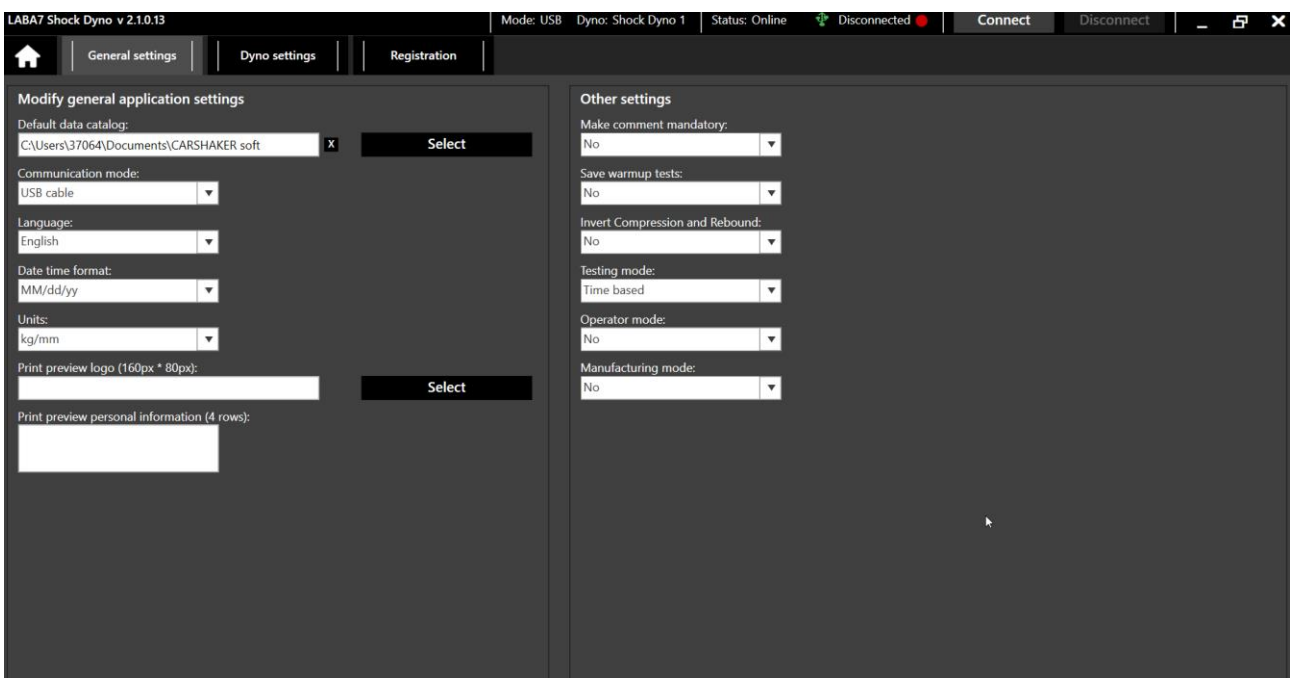 LABA7 Shock Dyno v 2.1.0.13 Mode: USB Dyno: Shock Dyno 1 Status: Online Disconnected Connect Disconnect
General settings Dyno settings Registration
Modify general application settings
Default data catalog:
C:\Users\37064\Documents\CARSHAKER soft X Select
Communication mode:
USB cable
Language:
English
Date time format:
MM/dd/yy
Units:
kg/mm
Print preview logo (160px * 80px):
Select
Print preview personal information (4 rows):
Other settings
Make comment mandatory:
No
Save warmup tests:
No
Invert Compression and Rebound:
No
Testing mode:
Time based
Operator mode:
No
Manufacturing mode:
No